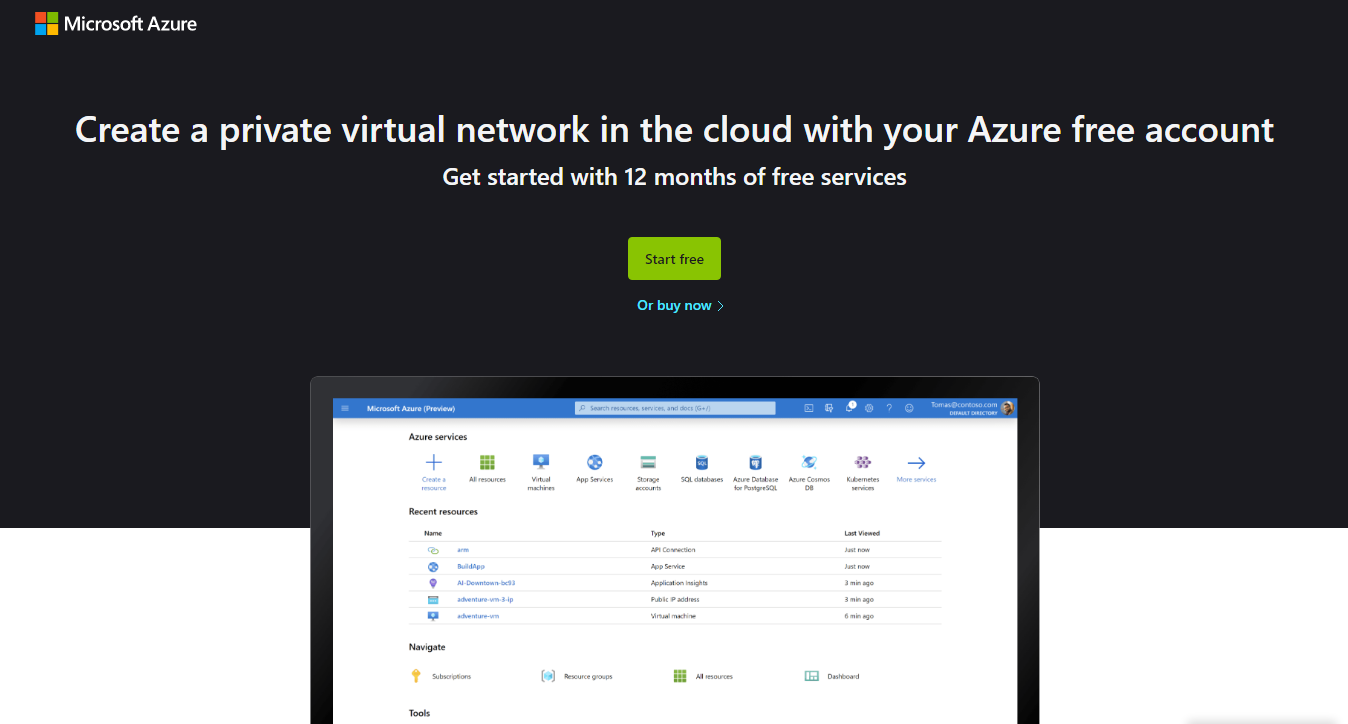 Microsoft Azure
Create a private virtual network in the cloud with your Azure free account
Get started with 12 months of free services
Start free
Or buy now
Microsoft Azure (Preview)
Search resources, services, and docs (G+/)
1
?
Tomas@contoso.com
DEFAULT DIRECTORY
Azure services
Create a
resource
All resources
Virtual
machines
App Services
Storage
accounts
SQL
SQL databases
Azure Database
for PostgreSQL
Azure Cosmos
DB
Kubernetes
services
More services
Recent resources
Name Type Last Viewed
arm API Connection Just now
BuildApp App Service Just now
AI-Downtown-bc93 Application Insights 3 min ago
adventure-vm-3-ip Public IP address 3 min ago
adventure-vm Virtual machine 6 min ago
Navigate
Subscriptions Resource groups All resources Dashboard
Tools